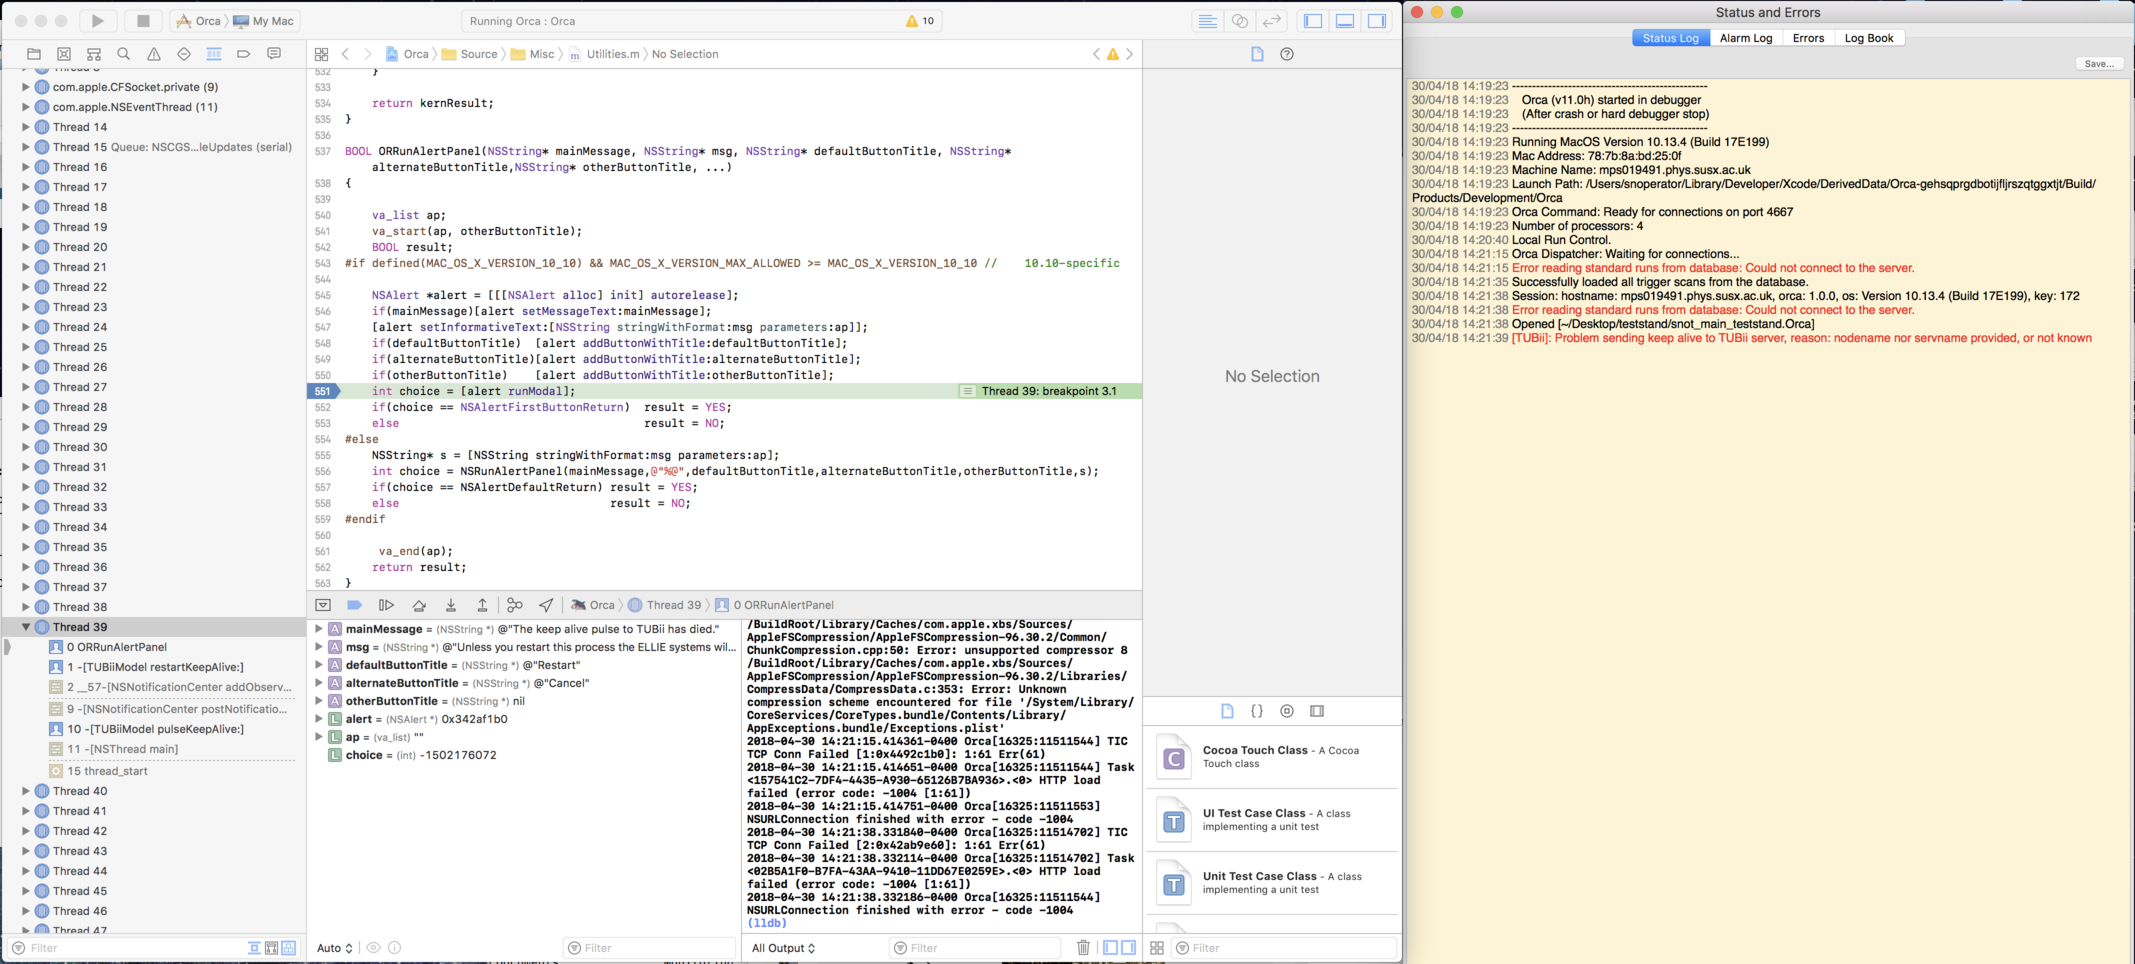 Orca 〉 My Mac
Running Orca : Orca
10
Orca 〉 Source 〉 Misc 〉 Utilities.m 〉 No Selection
com.apple.CFSocket.private (9)
com.apple.NSEventThread (11)
Thread 14
Thread 15 Queue: NSCGS...leUpdates (serial)
Thread 16
Thread 17
Thread 18
Thread 19
Thread 20
Thread 21
Thread 22
Thread 23
Thread 24
Thread 25
Thread 26
Thread 27
Thread 28
Thread 29
Thread 30
Thread 31
Thread 32
Thread 33
Thread 34
Thread 35
Thread 36
Thread 37
Thread 38
Thread 39
0 ORRunAlertPanel
1 -[TUBiiModel restartKeepAlive:]
2 __57-[NSNotificationCenter addObserv...
9 -[NSNotificationCenter postNotificatio...
10 -[TUBiiModel pulseKeepAlive:]
11 -[NSThread main]
15 thread_start
Thread 40
Thread 41
Thread 42
Thread 43
Thread 44
Thread 45
Thread 46
Thread 47
Filter
532 }
533
534 return kernResult;
535 }
536
537 BOOL ORRunAlertPanel(NSString* mainMessage, NSString* msg, NSString* defaultButtonTitle, NSString*
alternateButtonTitle,NSString* otherButtonTitle, ...)
538 {
539
540 va_list ap;
541 va_start(ap, otherButtonTitle);
542 BOOL result;
543 #if defined(MAC_OS_X_VERSION_10_10) && MAC_OS_X_VERSION_MAX_ALLOWED >= MAC_OS_X_VERSION_10_10 // 10.10-specific
544
545 NSAlert *alert = [[[NSAlert alloc] init] autorelease];
546 if(mainMessage)[alert setMessageText:mainMessage];
547 [alert setInformativeText:[NSString stringWithFormat:msg parameters:ap]];
548 if(defaultButtonTitle) [alert addButtonWithTitle:defaultButtonTitle];
549 if(alternateButtonTitle)[alert addButtonWithTitle:alternateButtonTitle];
550 if(otherButtonTitle) [alert addButtonWithTitle:otherButtonTitle];
551 int choice = [alert runModal]; Thread 39: breakpoint 3.1
552 if(choice == NSAlertFirstButtonReturn) result = YES;
553 else result = NO;
554 #else
555 NSString* s = [NSString stringWithFormat:msg parameters:ap];
556 int choice = NSRunAlertPanel(mainMessage,@"%@",defaultButtonTitle,alternateButtonTitle,otherButtonTitle,s);
557 if(choice == NSAlertDefaultReturn) result = YES;
558 else result = NO;
559 #endif
560
561 va_end(ap);
562 return result;
563 }
Orca 〉 Thread 39 〉 0 ORRunAlertPanel
A mainMessage = (NSString *) @"The keep alive pulse to TUBii has died."
A msg = (NSString *) @"Unless you restart this process the ELLIE systems wil...
A defaultButtonTitle = (NSString *) @"Restart"
A alternateButtonTitle = (NSString *) @"Cancel"
A otherButtonTitle = (NSString *) nil
L alert = (NSAlert *) 0x342af1b0
L ap = (va_list) ""
L choice = (int) -1502176072
Auto
Filter
/BuildRoot/Library/Caches/com.apple.xbs/Sources/
AppleFSCompression/AppleFSCompression-96.30.2/Common/
ChunkCompression.cpp:50: Error: unsupported compressor 8
/BuildRoot/Library/Caches/com.apple.xbs/Sources/
AppleFSCompression/AppleFSCompression-96.30.2/Libraries/
CompressData/CompressData.c:353: Error: Unknown
compression scheme encountered for file '/System/Library/
CoreServices/CoreTypes.bundle/Contents/Library/
AppExceptions.bundle/Exceptions.plist'
2018-04-30 14:21:15.414361-0400 Orca[16325:11511544] TIC
TCP Conn Failed [1:0x4492c1b0]: 1:61 Err(61)
2018-04-30 14:21:15.414651-0400 Orca[16325:11511544] Task
<157541C2-7DF4-4435-A930-65126B7BA936>.<0> HTTP load
failed (error code: -1004 [1:61])
2018-04-30 14:21:15.414751-0400 Orca[16325:11511553]
NSURLConnection finished with error - code -1004
2018-04-30 14:21:38.331840-0400 Orca[16325:11514702] TIC
TCP Conn Failed [2:0x42ab9e60]: 1:61 Err(61)
2018-04-30 14:21:38.332114-0400 Orca[16325:11514702] Task
<02B5A1F0-B7FA-43AA-9410-11DD67E0259E>.<0> HTTP load
failed (error code: -1004 [1:61])
2018-04-30 14:21:38.332186-0400 Orca[16325:11511544]
NSURLConnection finished with error - code -1004
(lldb)
All Output
Filter
No Selection
{}
C Cocoa Touch Class - A Cocoa
Touch class
T UI Test Case Class - A class
implementing a unit test
T Unit Test Case Class - A class
implementing a unit test
Filter
Status and Errors
Status Log Alarm Log Errors Log Book
Save...
30/04/18 14:19:23 -------------------------------------------------
30/04/18 14:19:23 Orca (v11.0h) started in debugger
30/04/18 14:19:23 (After crash or hard debugger stop)
30/04/18 14:19:23 -------------------------------------------------
30/04/18 14:19:23 Running MacOS Version 10.13.4 (Build 17E199)
30/04/18 14:19:23 Mac Address: 78:7b:8a:bd:25:0f
30/04/18 14:19:23 Machine Name: mps019491.phys.susx.ac.uk
30/04/18 14:19:23 Launch Path: /Users/snoperator/Library/Developer/Xcode/DerivedData/Orca-gehsqprgdbotijfljrszqtggxtjt/Build/
Products/Development/Orca
30/04/18 14:19:23 Orca Command: Ready for connections on port 4667
30/04/18 14:19:23 Number of processors: 4
30/04/18 14:20:40 Local Run Control.
30/04/18 14:21:15 Orca Dispatcher: Waiting for connections...
30/04/18 14:21:15 Error reading standard runs from database: Could not connect to the server.
30/04/18 14:21:35 Successfully loaded all trigger scans from the database.
30/04/18 14:21:38 Session: hostname: mps019491.phys.susx.ac.uk, orca: 1.0.0, os: Version 10.13.4 (Build 17E199), key: 172
30/04/18 14:21:38 Error reading standard runs from database: Could not connect to the server.
30/04/18 14:21:38 Opened [~/Desktop/teststand/snot_main_teststand.Orca]
30/04/18 14:21:39 [TUBii]: Problem sending keep alive to TUBii server, reason: nodename nor servname provided, or not known